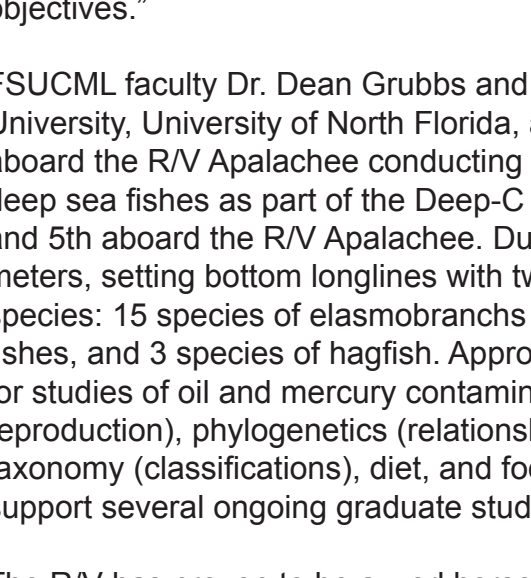 objectives.”
FSUCML faculty Dr. Dean Grubbs and
University, University of North Florida,
aboard the R/V Apalachee conducting
deep sea fishes as part of the Deep-C
and 5th aboard the R/V Apalachee. Du
meters, setting bottom longlines with tw
species: 15 species of elasmobranchs
fishes, and 3 species of hagfish. Appro
for studies of oil and mercury contamin
reproduction), phylogenetics (relations
taxonomy (classifications), diet, and fo
support several ongoing graduate stud